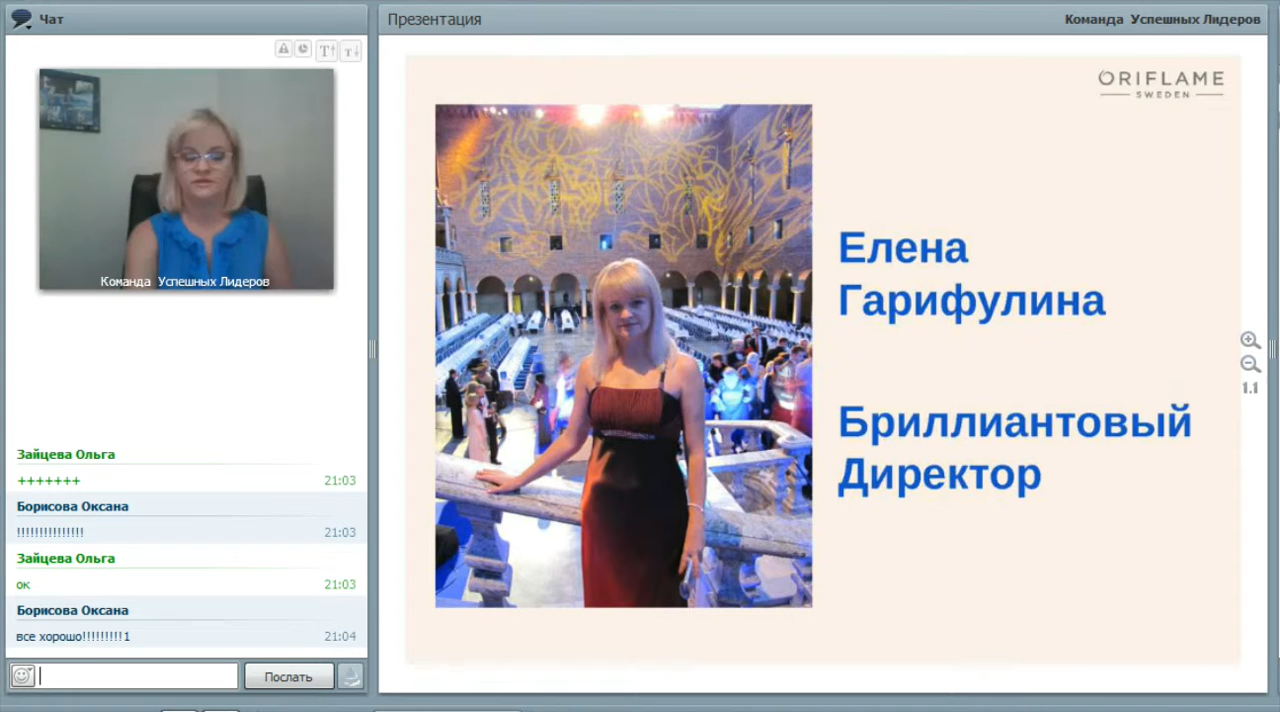 Чат
Команда Успешных Лидеров
Зайцева Ольга
+++++++ 21:03
Борисова Оксана
!!!!!!!!!!!!!!! 21:03
Зайцева Ольга
ок 21:03
Борисова Оксана
все хорошо!!!!!!!!!1 21:04
Послать
Презентация
Команда Успешных Лидеров
ORIFLAME
SWEDEN
Елена
Гарифулина
Бриллиантовый
Директор
1.1